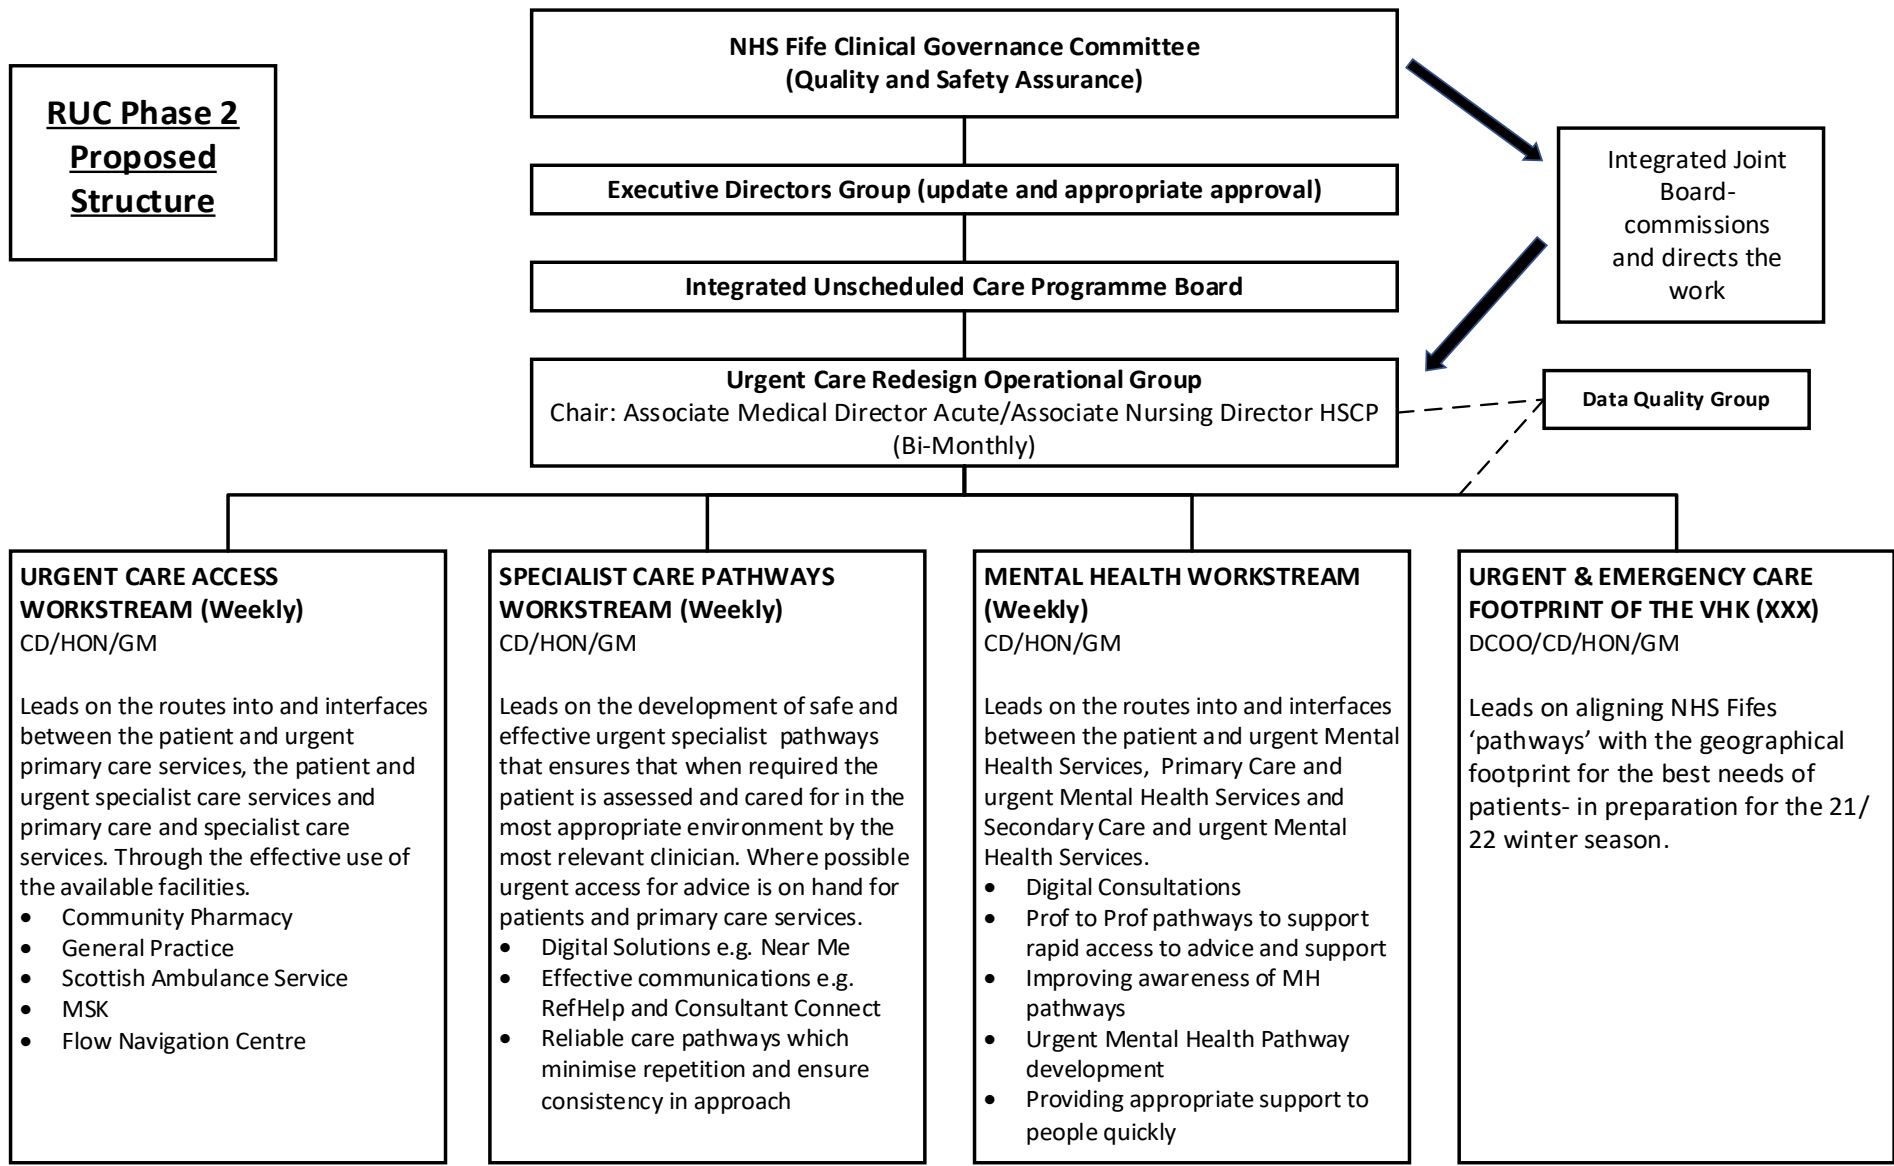 RUC Phase 2
Proposed
Structure
NHS Fife Clinical Governance Committee
(Quality and Safety Assurance)
Executive Directors Group (update and appropriate approval)
Integrated Unscheduled Care Programme Board
Urgent Care Redesign Operational Group
Chair: Associate Medical Director Acute/Associate Nursing Director HSCP
(Bi-Monthly)
Integrated Joint
Board-
commissions
and directs the
work
Data Quality Group
URGENT CARE ACCESS
WORKSTREAM (Weekly)
CD/HON/GM
Leads on the routes into and interfaces
between the patient and urgent
primary care services, the patient and
urgent specialist care services and
primary care and specialist care
services. Through the effective use of
the available facilities.
• Community Pharmacy
• General Practice
• Scottish Ambulance Service
• MSK
• Flow Navigation Centre
SPECIALIST CARE PATHWAYS
WORKSTREAM (Weekly)
CD/HON/GM
Leads on the development of safe and
effective urgent specialist pathways
that ensures that when required the
patient is assessed and cared for in the
most appropriate environment by the
most relevant clinician. Where possible
urgent access for advice is on hand for
patients and primary care services.
• Digital Solutions e.g. Near Me
• Effective communications e.g.
RefHelp and Consultant Connect
• Reliable care pathways which
minimise repetition and ensure
consistency in approach
MENTAL HEALTH WORKSTREAM
(Weekly)
CD/HON/GM
Leads on the routes into and interfaces
between the patient and urgent Mental
Health Services, Primary Care and
urgent Mental Health Services and
Secondary Care and urgent Mental
Health Services.
• Digital Consultations
• Prof to Prof pathways to support
rapid access to advice and support
• Improving awareness of MH
pathways
• Urgent Mental Health Pathway
development
• Providing appropriate support to
people quickly
URGENT & EMERGENCY CARE
FOOTPRINT OF THE VHK (XXX)
DCOO/CD/HON/GM
Leads on aligning NHS Fifes
‘pathways’ with the geographical
footprint for the best needs of
patients- in preparation for the 21/
22 winter season.